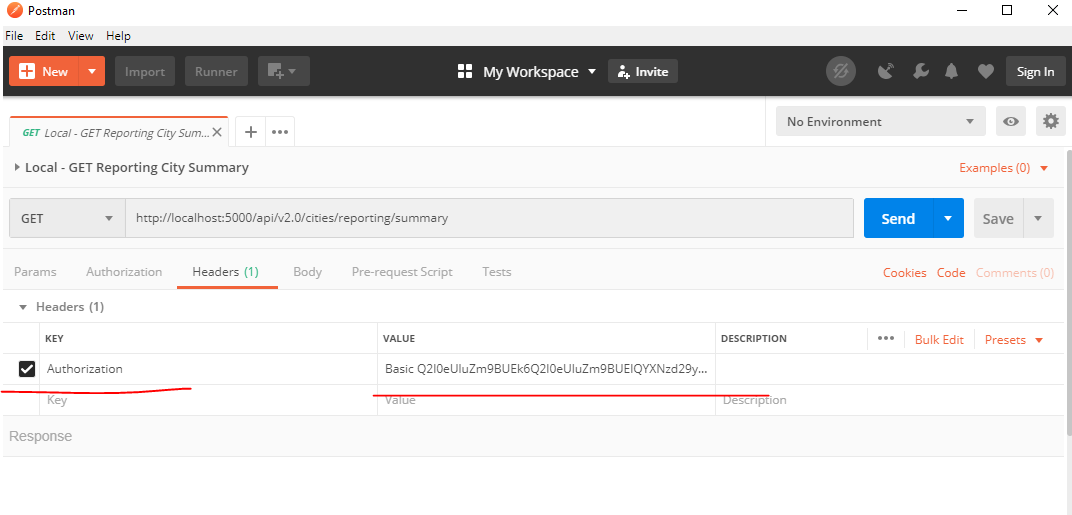 Postman
File Edit View Help
New Import Runner My Workspace Invite Sign In
GET Local - GET Reporting City Sum... No Environment
Local - GET Reporting City Summary Examples (0)
GET http://localhost:5000/api/v2.0/cities/reporting/summary Send Save
Params Authorization Headers (1) Body Pre-request Script Tests Cookies Code Comments (0)
Headers (1)
KEY VALUE DESCRIPTION Bulk Edit Presets
Authorization Basic Q2l0eUluZm9BUEk6Q2l0eUluZm9BUElQYXNzd29y...
Key Value Description
Response